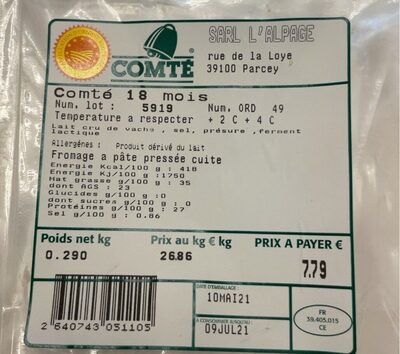 COMTÉ
SARL L'ALPAGE
rue de la Loye
39100 Parcey
Comté 18 mois
Num. lot : 5919 Num. ORD 49
Temperature a respecter + 2 C + 4 C
Lait cru de vache , sel, présure ,ferment
lactique
Allergènes : Produit dérivé du lait
Fromage a pâte pressée cuite
Energie Kcal/100 g : 418
Energie Kj/100 g :1750
Mat grasse g/100 g : 35
dont AGS : 23
Glucides g/100 g :0
dont sucres g/100 g : 0
Protéines g/100 g : 27
Sel g/100 g : 0.86
Poids net kg Prix au kg € kg PRIX A PAYER €
0.290 26.86 7.79
DATE D'EMBALLAGE :
10MAI21
A CONSOMMER JUSQU'AU :
09JUL21
FR
39.405.015
CE
2 640743 051105